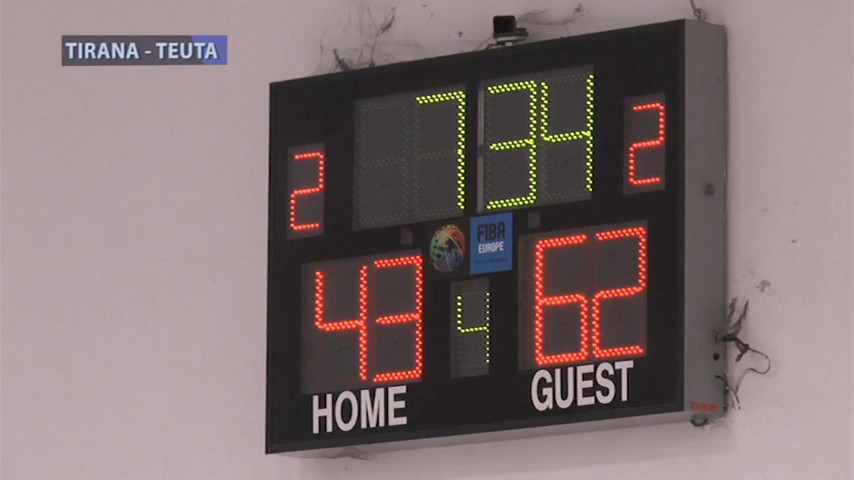 TIRANA - TEUTA
7 34
2 2
FIBA
EUROPE
43 4 62
HOME GUEST